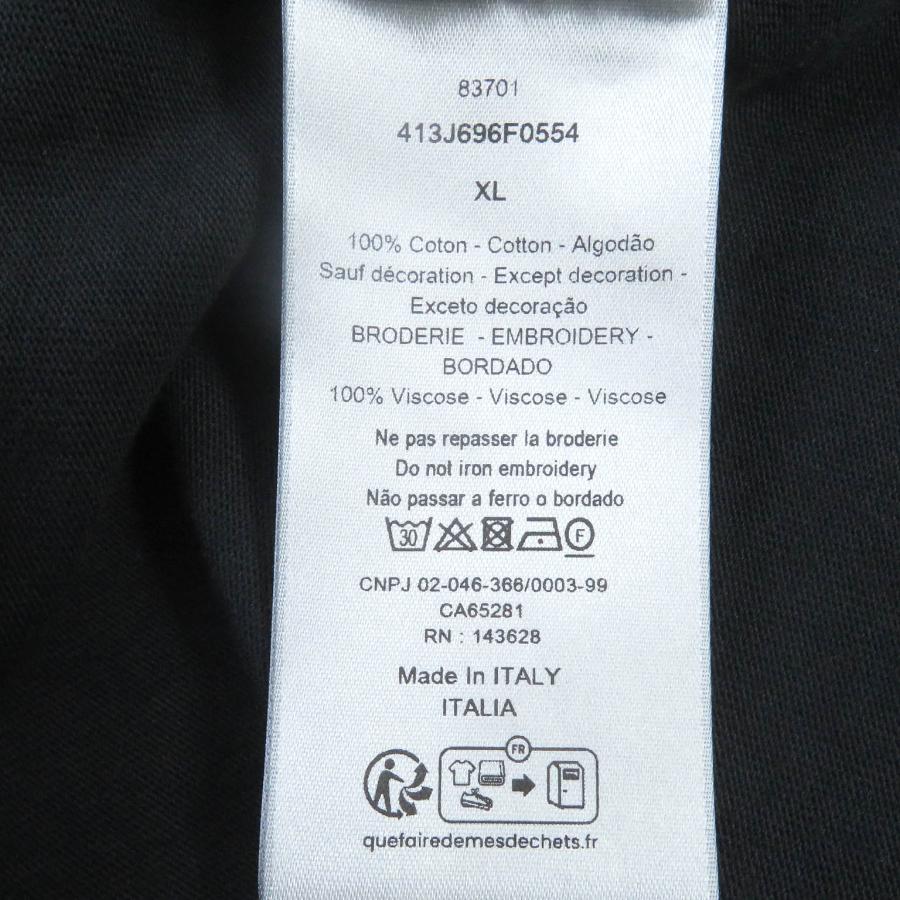 83701
413J696F0554
XL
100% Coton - Cotton - Algodão
Sauf décoration - Except decoration -
Exceto decoração
BRODERIE - EMBROIDERY -
BORDADO
100% Viscose - Viscose - Viscose
Ne pas repasser la broderie
Do not iron embroidery
Não passar a ferro o bordado
30 F
CNPJ 02-046-366/0003-99
CA65281
RN : 143628
Made In ITALY
ITALIA
FR
quefairedemesdechets.fr